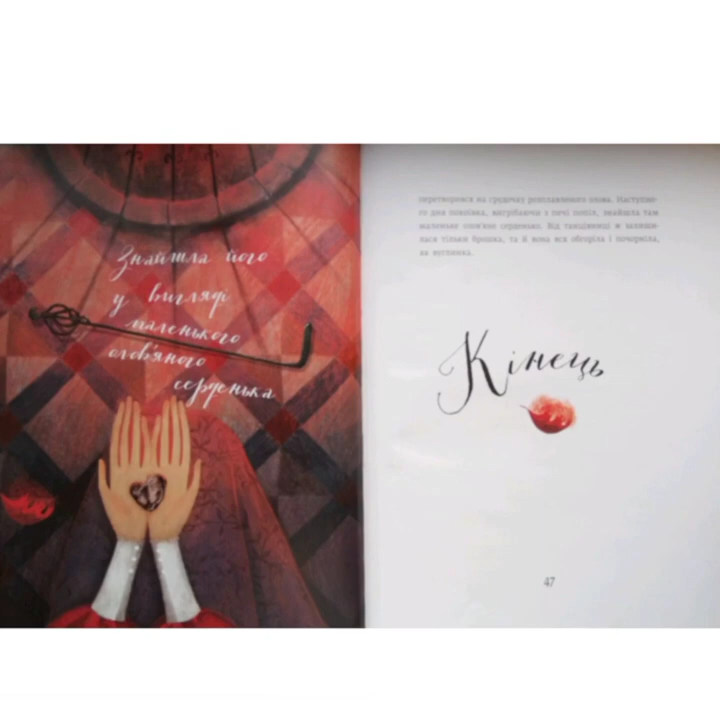 Знайшла його
у вигляді
маленького
олов'яного
серденька
перетворився на грудочку розплавленого олова. Наступно-
го дня покоївка, вигрібаючи з печі попіл, знайшла там
маленьке олов'яне серденько. Від танцівниці ж залиши-
лася тільки брошка, та й вона вся обгоріла і почорніла,
як вуглинка.
Кінець
47